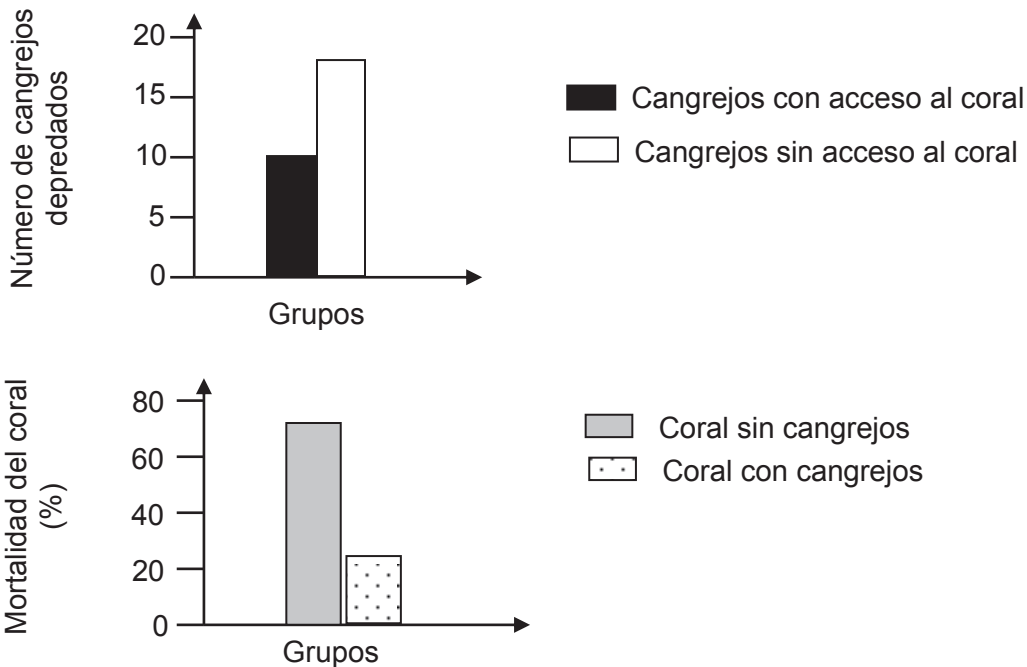 Número de cangrejos
depredados
20
15
10
5
0
Grupos
Cangrejos con acceso al coral
Cangrejos sin acceso al coral
Mortalidad del coral
(%)
80
60
40
20
0
Grupos
Coral sin cangrejos
Coral con cangrejos